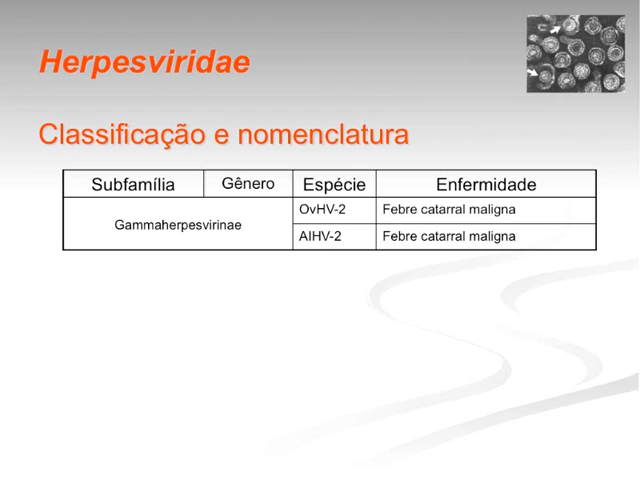 Herpesviridae
Classificação e nomenclatura
Subfamília Gênero Espécie Enfermidade
Gammaherpesvirinae
OvHV-2 Febre catarral maligna
AlHV-2 Febre catarral maligna